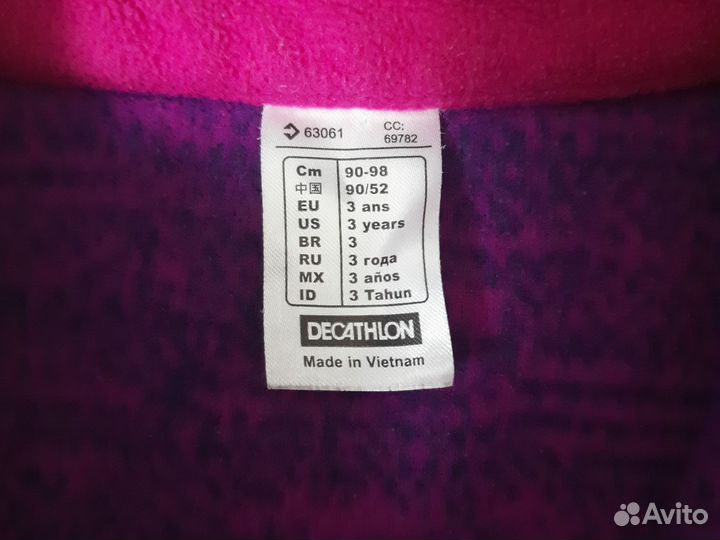 63061 CC:
69782
Cm 90-98
中国 90/52
EU 3 ans
US 3 years
BR 3
RU 3 года
MX 3 años
ID 3 Tahun
DECATHLON
Made in Vietnam
Avito